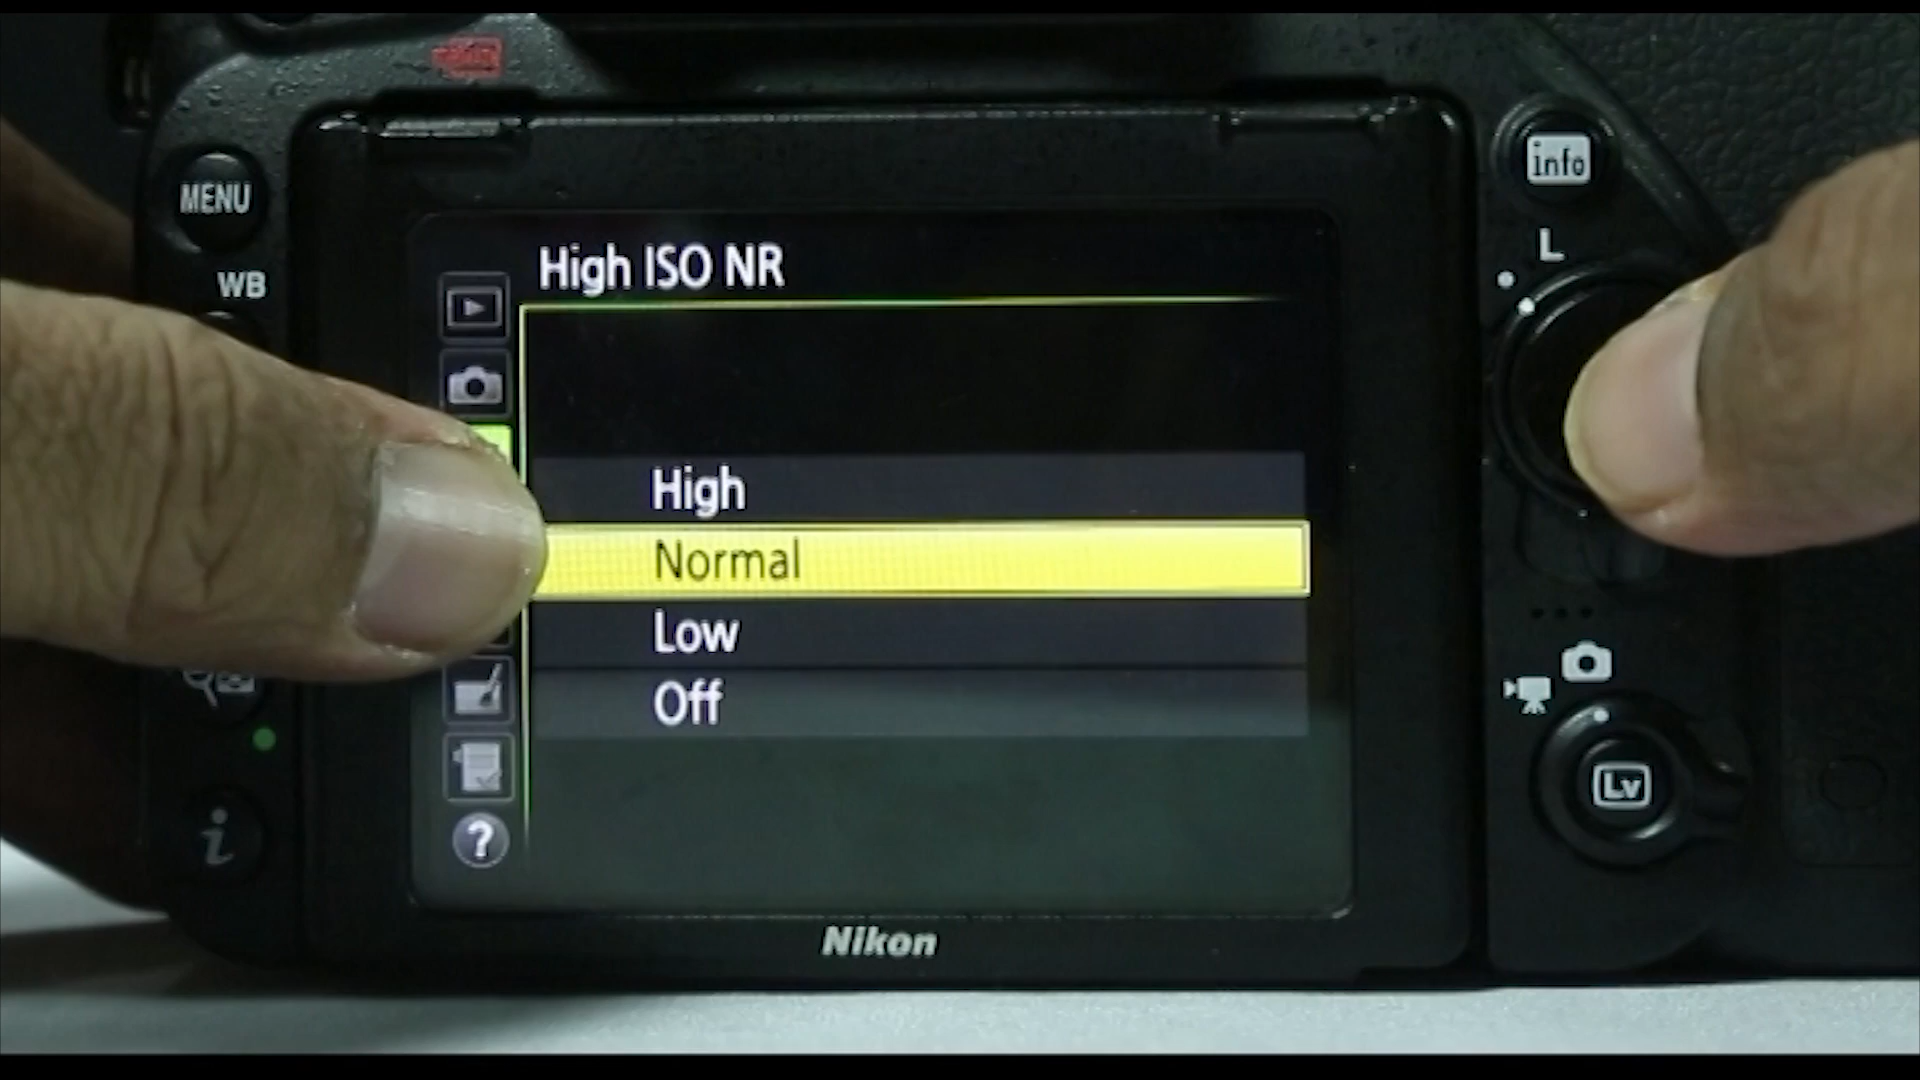 MENU
WB
info
L
High ISO NR
High
Normal
Low
Off
?
i
Lv
Nikon